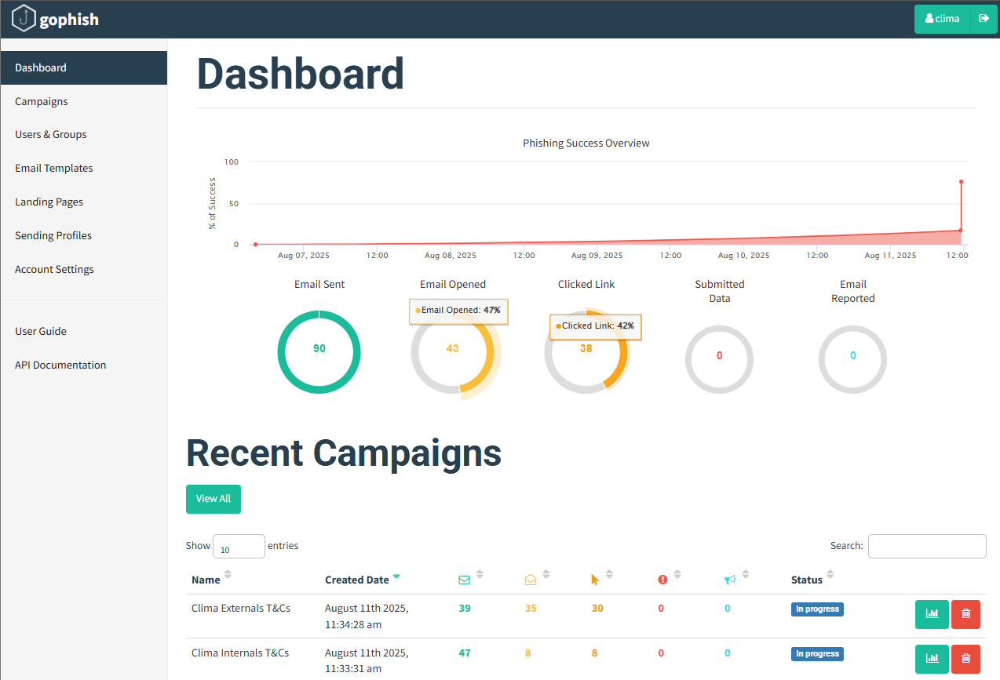 gophish
clima
Dashboard
Campaigns
Users & Groups
Email Templates
Landing Pages
Sending Profiles
Account Settings
User Guide
API Documentation
Dashboard
Phishing Success Overview
% of Success
100
50
0
Aug 07, 2025 12:00 Aug 08, 2025 12:00 Aug 09, 2025 12:00 Aug 10, 2025 12:00 Aug 11, 2025 12:00
Email Sent
90
Email Opened
Email Opened: 47%
43
Clicked Link
Clicked Link: 42%
38
Submitted
Data
0
Email
Reported
0
Recent Campaigns
View All
Show 10 entries
Search:
Name Created Date Status
Clima Externals T&Cs August 11th 2025, 39 35 30 0 0 In progress
11:34:28 am
Clima Internals T&Cs August 11th 2025, 47 8 8 0 0 In progress
11:33:31 am